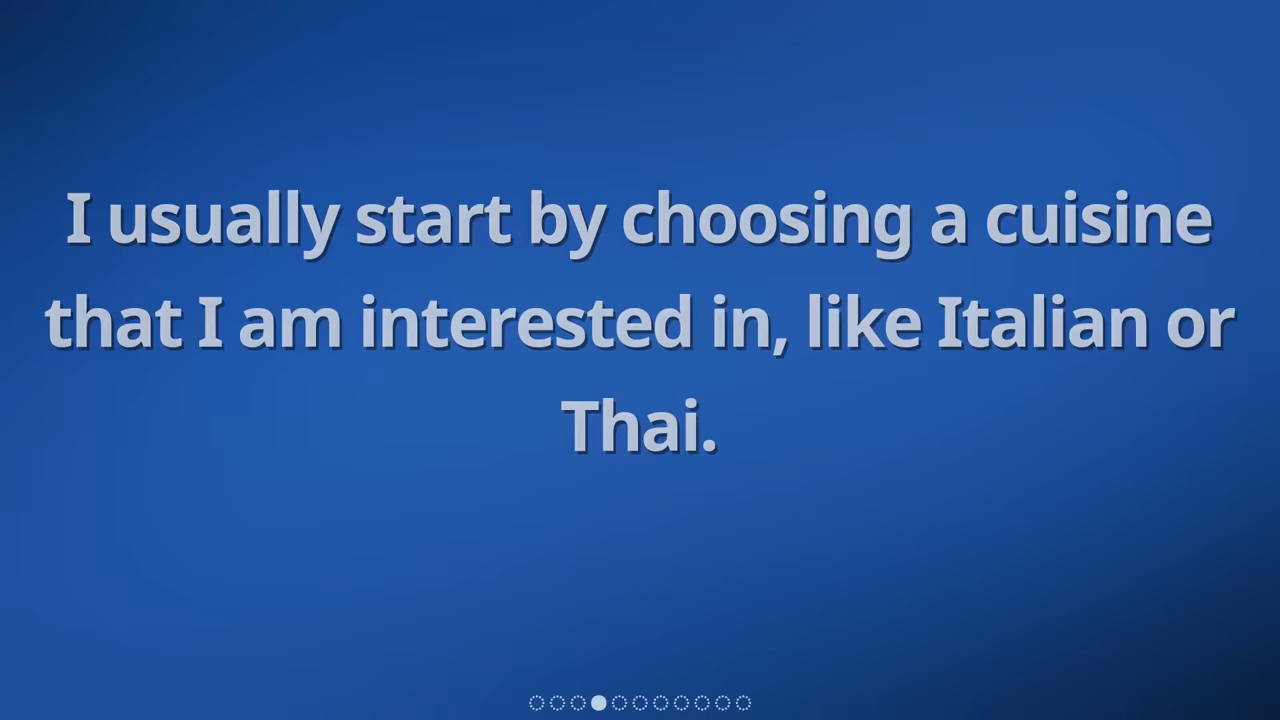 I usually start by choosing a cuisine
that I am interested in, like Italian or
Thai.